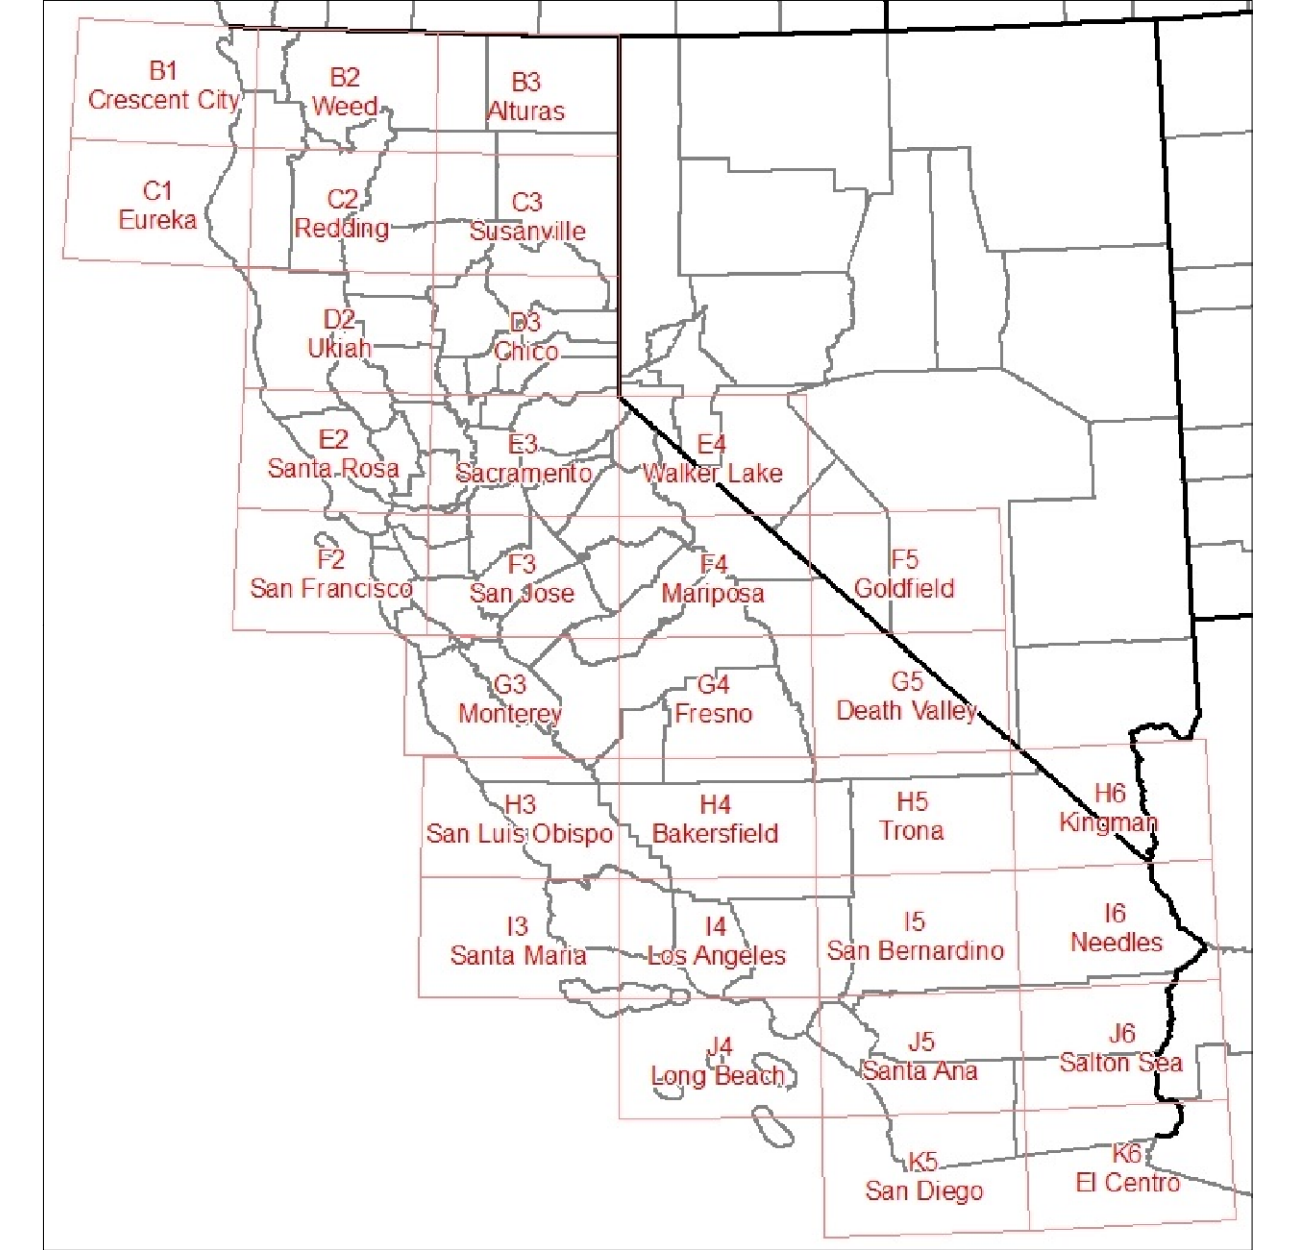 B1
Crescent City
B2
Weed
B3
Alturas
C1
Eureka
C2
Redding
C3
Susanville
D2
Ukiah
D3
Chico
E2
Santa Rosa
E3
Sacramento
E4
Walker Lake
F2
San Francisco
F3
San Jose
F4
Mariposa
F5
Goldfield
G3
Monterey
G4
Fresno
G5
Death Valley
H3
San Luis Obispo
H4
Bakersfield
H5
Trona
H6
Kingman
I3
Santa Maria
I4
Los Angeles
I5
San Bernardino
I6
Needles
J4
Long Beach
J5
Santa Ana
J6
Salton Sea
K5
San Diego
K6
El Centro